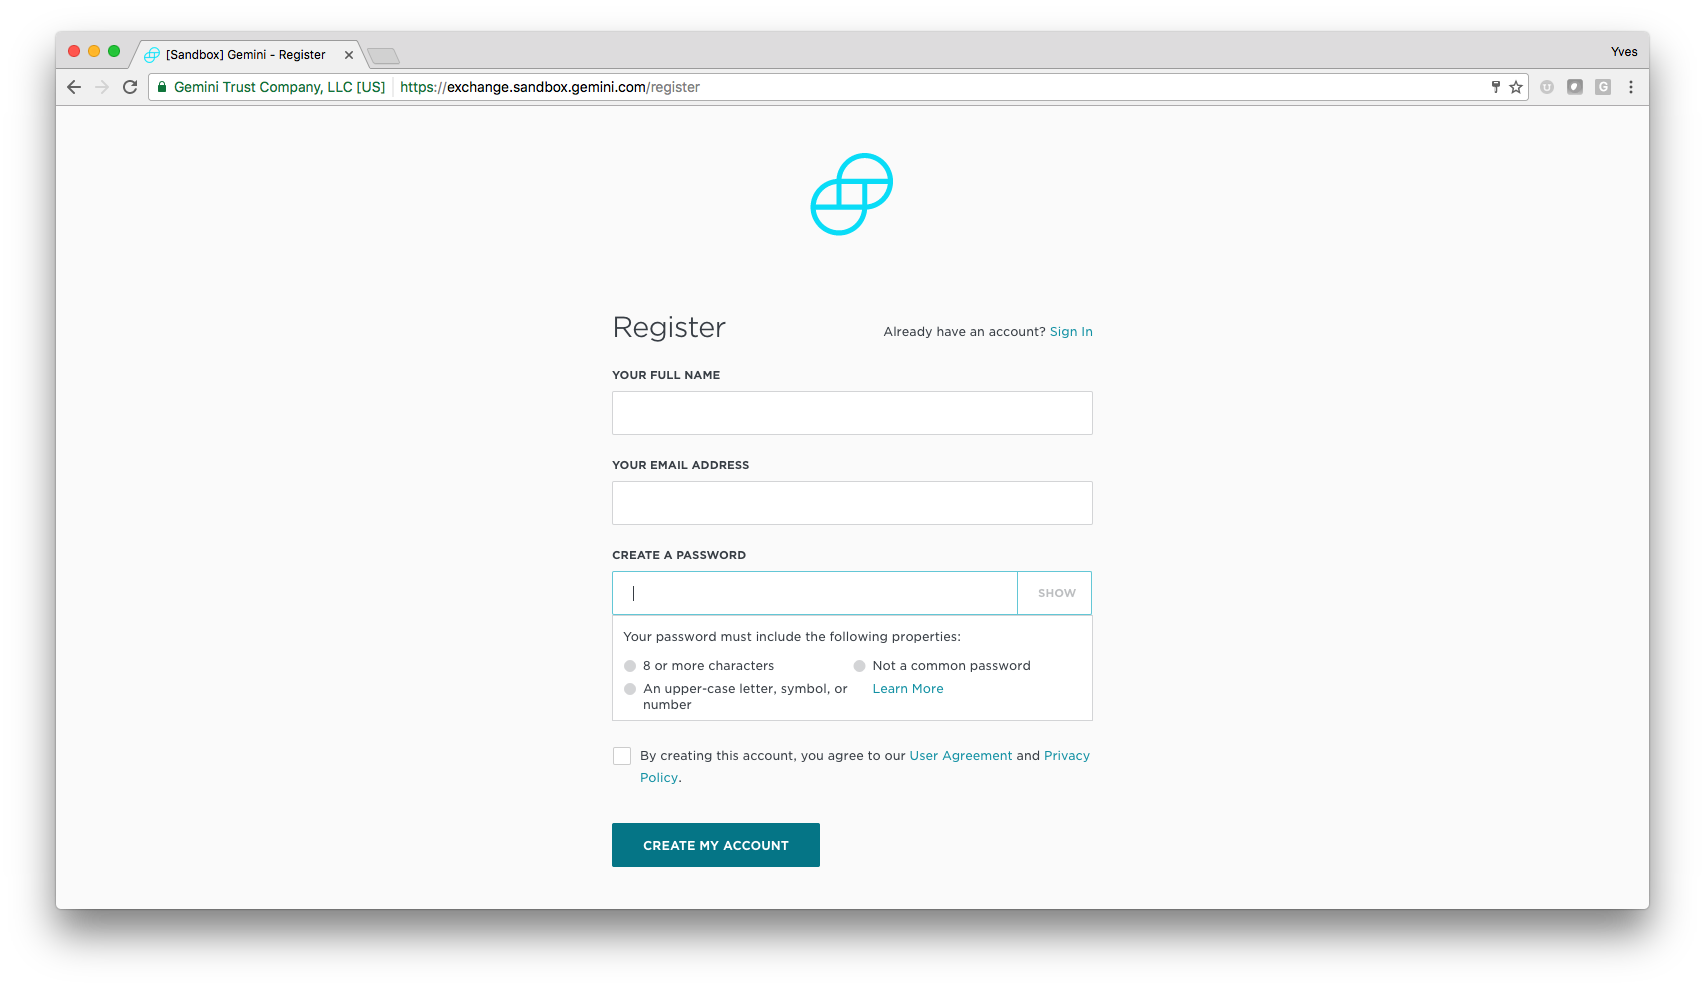 [Sandbox] Gemini - Register
Yves
Gemini Trust Company, LLC [US] https://exchange.sandbox.gemini.com/register
G
Register
Already have an account? Sign In
YOUR FULL NAME
YOUR EMAIL ADDRESS
CREATE A PASSWORD
SHOW
Your password must include the following properties:
8 or more characters
Not a common password
An upper-case letter, symbol, or
number
Learn More
By creating this account, you agree to our User Agreement and Privacy
Policy.
CREATE MY ACCOUNT